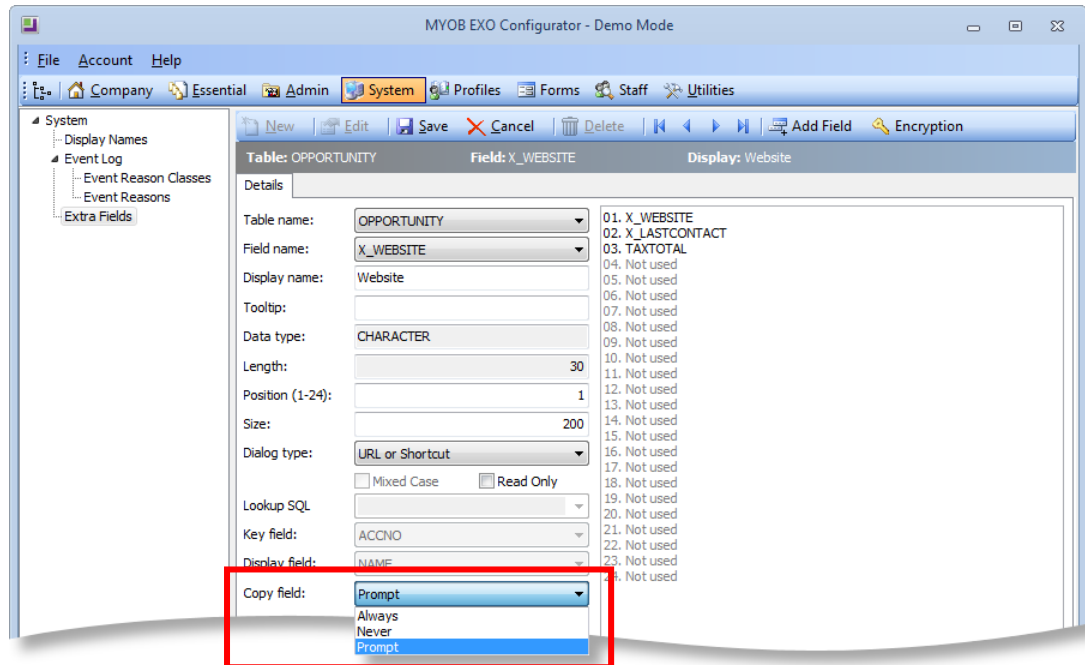 MYOB EXO Configurator - Demo Mode
File Account Help
Company Essential Admin System Profiles Forms Staff Utilities
System
Display Names
Event Log
Event Reason Classes
Event Reasons
Extra Fields
New Edit Save Cancel Delete Add Field Encryption
Table: OPPORTUNITY Field: X_WEBSITE Display: Website
Details
Table name: OPPORTUNITY
Field name: X_WEBSITE
Display name: Website
Tooltip:
Data type: CHARACTER
Length: 30
Position (1-24): 1
Size: 200
Dialog type: URL or Shortcut
Mixed Case Read Only
Lookup SQL
Key field: ACCNO
Display field: NAME
Copy field: Prompt
Always
Never
Prompt
01. X_WEBSITE
02. X_LASTCONTACT
03. TAXTOTAL
04. Not used
05. Not used
06. Not used
07. Not used
08. Not used
09. Not used
10. Not used
11. Not used
12. Not used
13. Not used
14. Not used
15. Not used
16. Not used
17. Not used
18. Not used
19. Not used
20. Not used
21. Not used
22. Not used
23. Not used
24. Not used